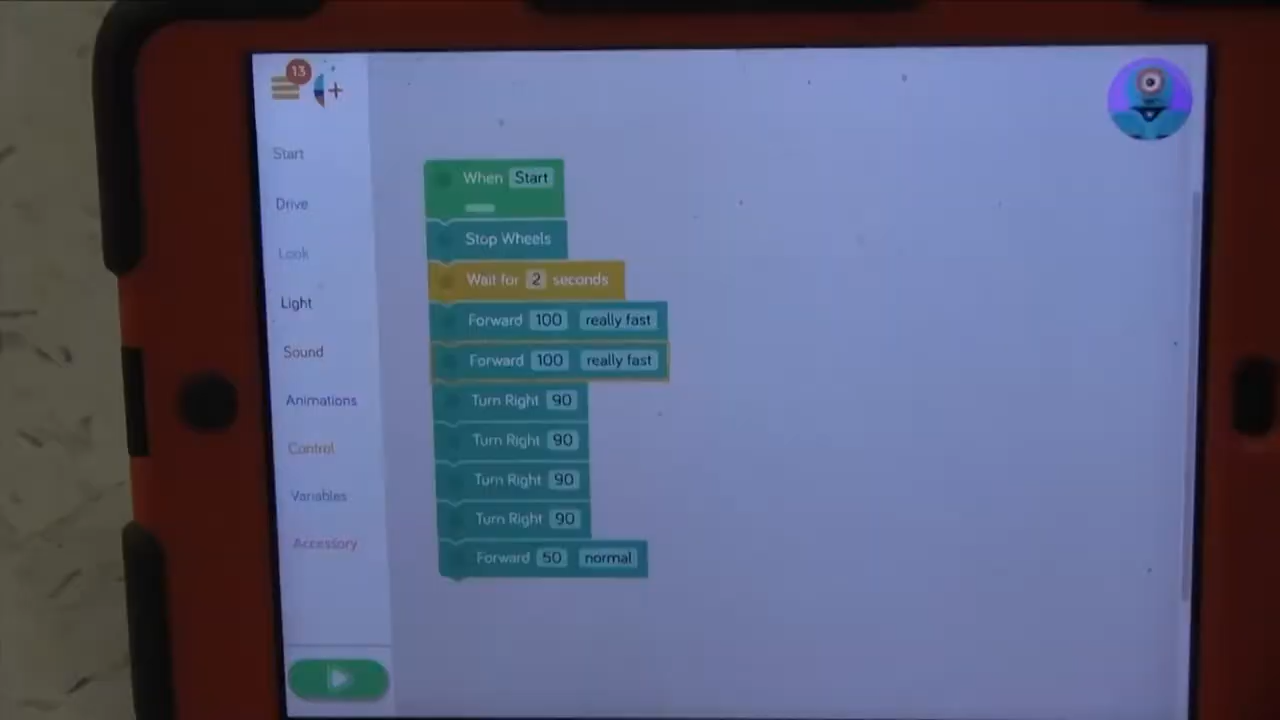 13
Start
Drive
Look
Light
Sound
Animations
Control
Variables
Accessory
When Start
Stop Wheels
Wait for 2 seconds
Forward 100 really fast
Forward 100 really fast
Turn Right 90
Turn Right 90
Turn Right 90
Turn Right 90
Forward 50 normal